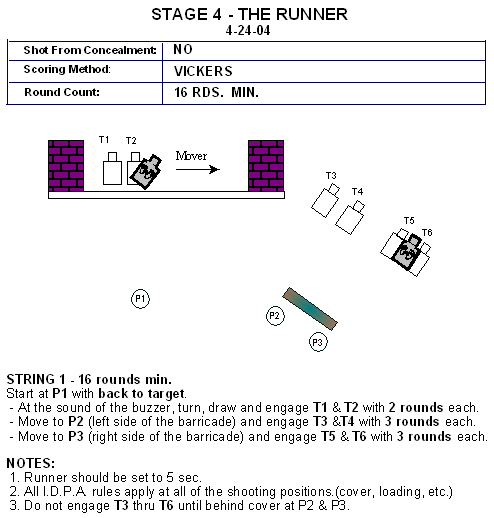 STAGE 4 - THE RUNNER
4-24-04
Shot From Concealment: NO
Scoring Method: VICKERS
Round Count: 16 RDS. MIN.
T1 T2
Mover
T3
T4
T5
T6
P1
P2
P3
STRING 1 - 16 rounds min.
Start at P1 with back to target.
- At the sound of the buzzer, turn, draw and engage T1 & T2 with 2 rounds each.
- Move to P2 (left side of the barricade) and engage T3 &T4 with 3 rounds each.
- Move to P3 (right side of the barricade) and engage T5 & T6 with 3 rounds each.
NOTES:
1. Runner should be set to 5 sec.
2. All I.D.P.A. rules apply at all of the shooting positions.(cover, loading, etc.)
3. Do not engage T3 thru T6 until behind cover at P2 & P3.